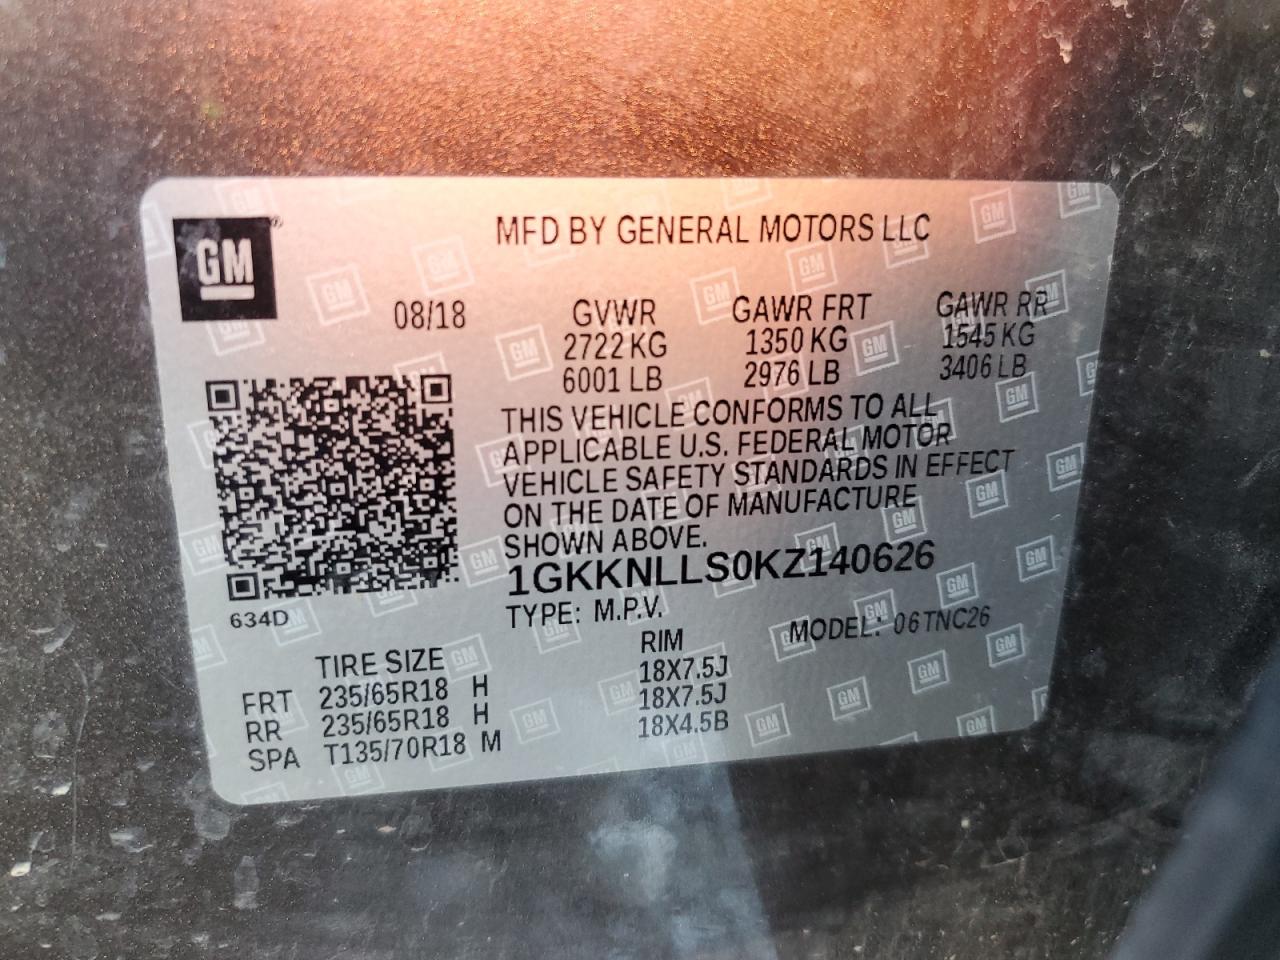 GM
MFD BY GENERAL MOTORS LLC
08/18
GVWR GAWR FRT GAWR RR
2722 KG 1350 KG 1545 KG
6001 LB 2976 LB 3406 LB
THIS VEHICLE CONFORMS TO ALL
APPLICABLE U.S. FEDERAL MOTOR
VEHICLE SAFETY STANDARDS IN EFFECT
ON THE DATE OF MANUFACTURE
SHOWN ABOVE.
1GKKNLLS0KZ140626
TYPE: M.P.V. MODEL: 06TNC26
634D
TIRE SIZE RIM
FRT 235/65R18 H 18X7.5J
RR 235/65R18 H 18X7.5J
SPA T135/70R18 M 18X4.5B